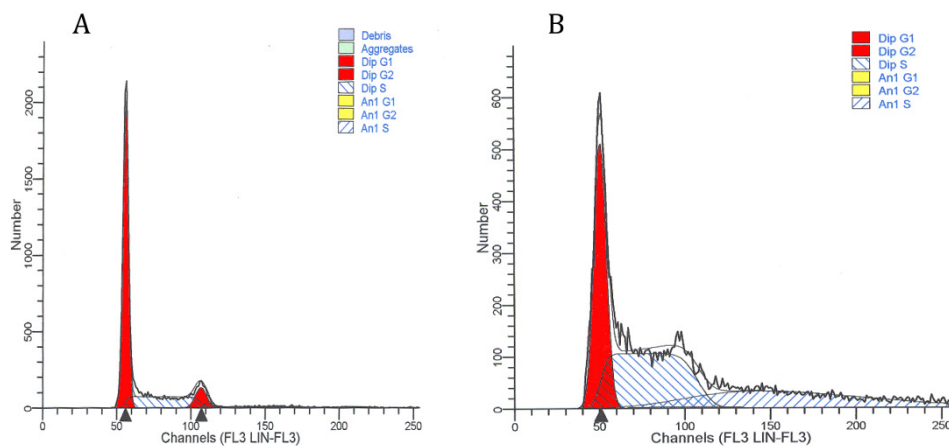 A
Debris
Aggregates
Dip G1
Dip G2
Dip S
An1 G1
An1 G2
An1 S
Number
0
500
1000
1500
2000
0
50
100
150
200
250
Channels (FL3 LIN-FL3)
B
Dip G1
Dip G2
Dip S
An1 G1
An1 G2
An1 S
Number
0
100
200
300
400
500
600
0
50
100
150
200
250
Channels (FL3 LIN-FL3)